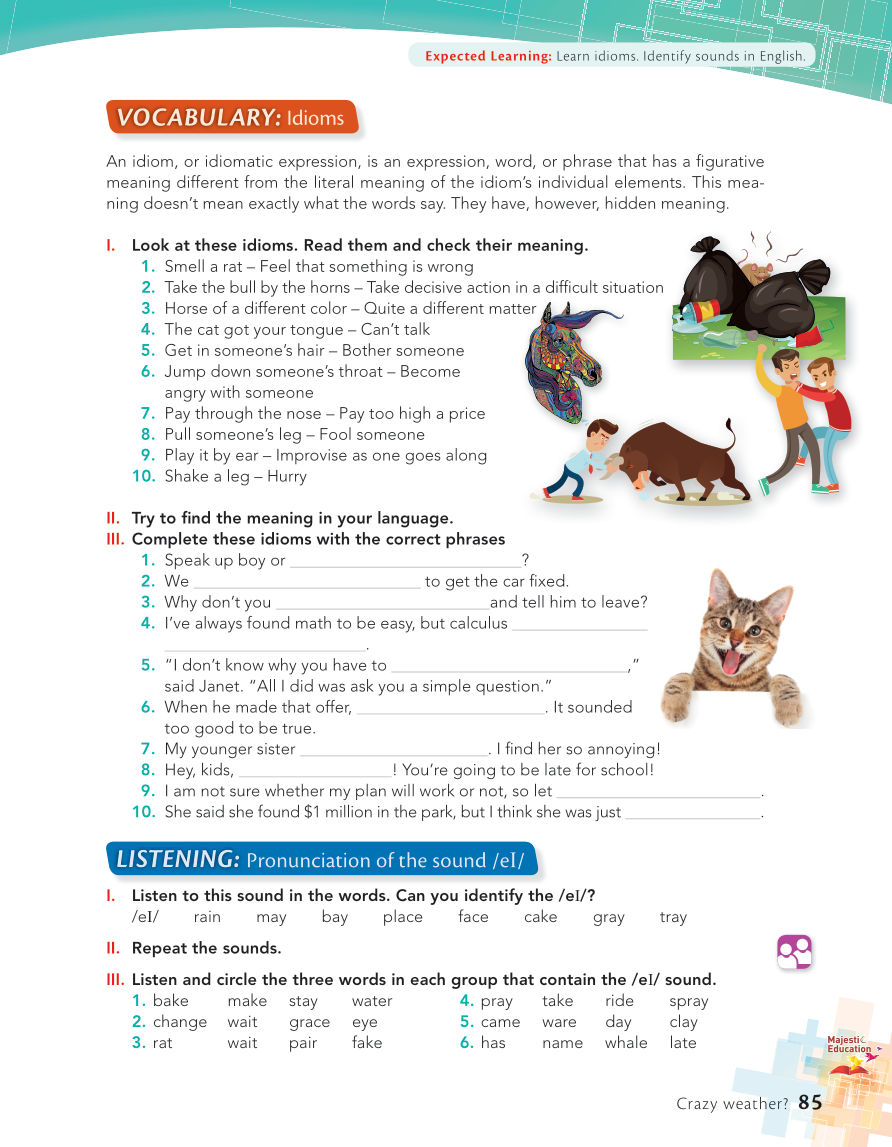 Expected Learning: Learn idioms. Identify sounds in English.
VOCABULARY: Idioms
An idiom, or idiomatic expression, is an expression, word, or phrase that has a figurative
meaning different from the literal meaning of the idiom's individual elements. This mea-
ning doesn't mean exactly what the words say. They have, however, hidden meaning.
I. Look at these idioms. Read them and check their meaning.
1. Smell a rat – Feel that something is wrong
2. Take the bull by the horns – Take decisive action in a difficult situation
3. Horse of a different color – Quite a different matter
4. The cat got your tongue – Can't talk
5. Get in someone's hair – Bother someone
6. Jump down someone's throat – Become
angry with someone
7. Pay through the nose – Pay too high a price
8. Pull someone's leg – Fool someone
9. Play it by ear – Improvise as one goes along
10. Shake a leg – Hurry
II. Try to find the meaning in your language.
III. Complete these idioms with the correct phrases
1. Speak up boy or ____________________?
2. We ____________________ to get the car fixed.
3. Why don't you ____________________and tell him to leave?
4. I've always found math to be easy, but calculus ____________
____________________.
5. "I don't know why you have to ____________________,"
said Janet. "All I did was ask you a simple question."
6. When he made that offer, ____________________. It sounded
too good to be true.
7. My younger sister ____________________. I find her so annoying!
8. Hey, kids, ________________! You're going to be late for school!
9. I am not sure whether my plan will work or not, so let ____________________.
10. She said she found $1 million in the park, but I think she was just ______________.
LISTENING: Pronunciation of the sound /eI/
I. Listen to this sound in the words. Can you identify the /eI/?
/eI/ rain may bay place face cake gray tray
II. Repeat the sounds.
III. Listen and circle the three words in each group that contain the /eI/ sound.
1. bake make stay water 4. pray take ride spray
2. change wait grace eye 5. came ware day clay
3. rat wait pair fake 6. has name whale late
Majestic
Education
Crazy weather? 85